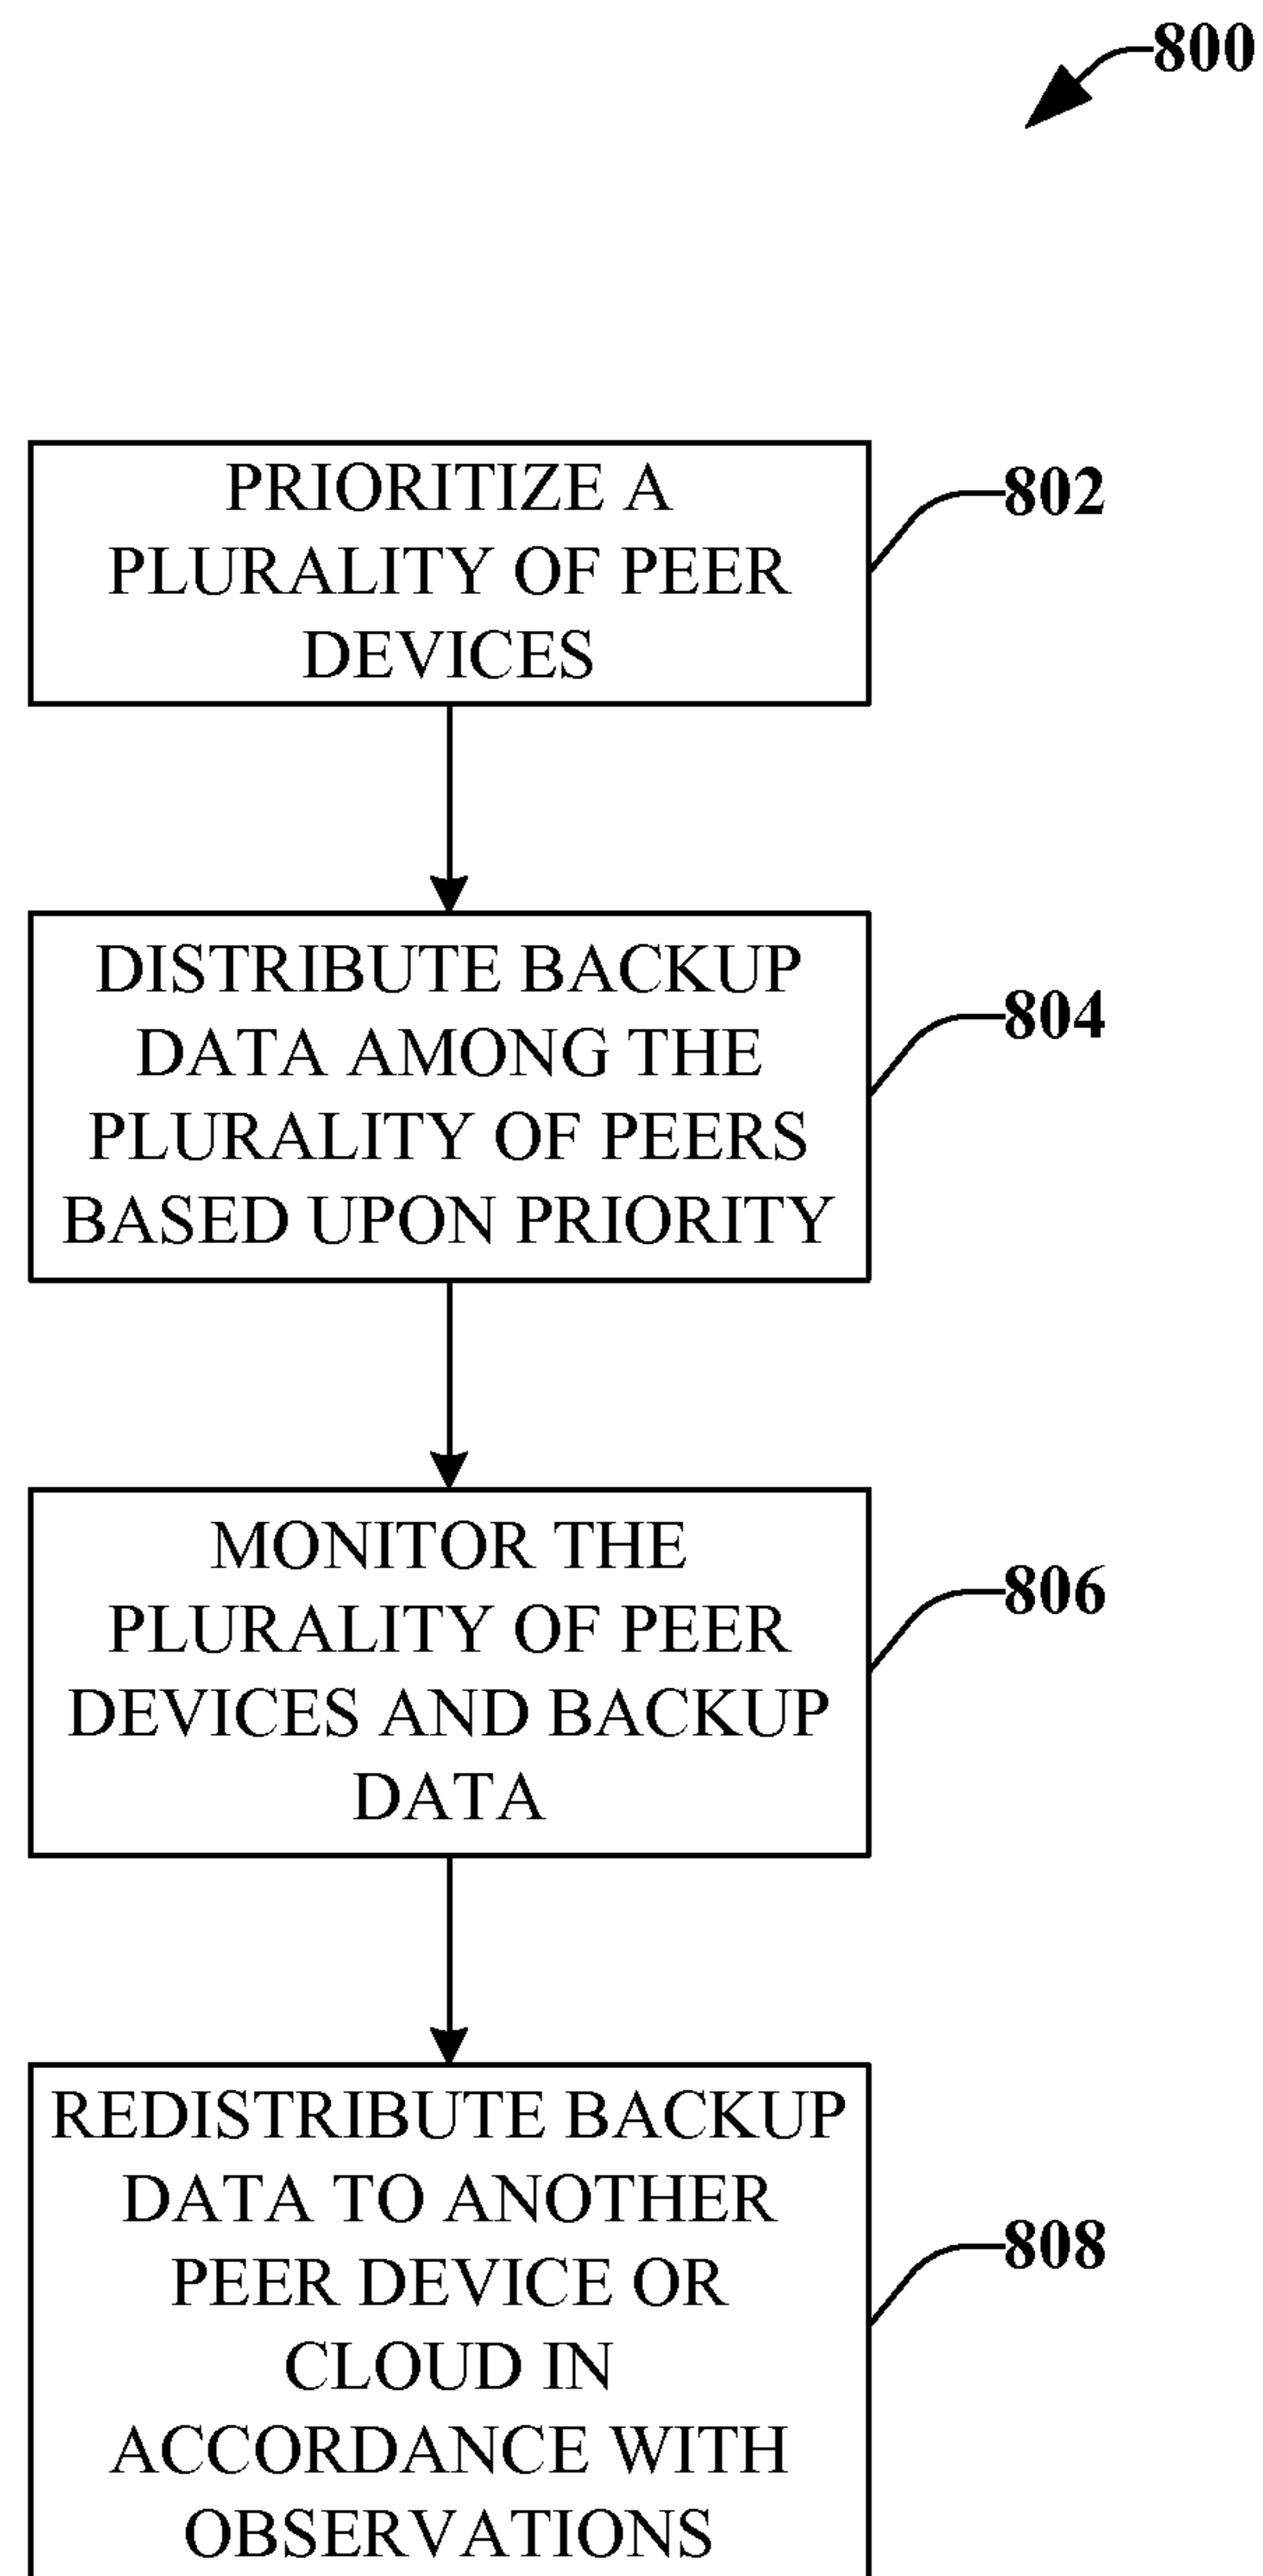 800
PRIORITIZE A
PLURALITY OF PEER
DEVICES
802
DISTRIBUTE BACKUP
DATA AMONG THE
PLURALITY OF PEERS
BASED UPON PRIORITY
804
MONITOR THE
PLURALITY OF PEER
DEVICES AND BACKUP
DATA
806
REDISTRIBUTE BACKUP
DATA TO ANOTHER
PEER DEVICE OR
CLOUD IN
ACCORDANCE WITH
OBSERVATIONS
808